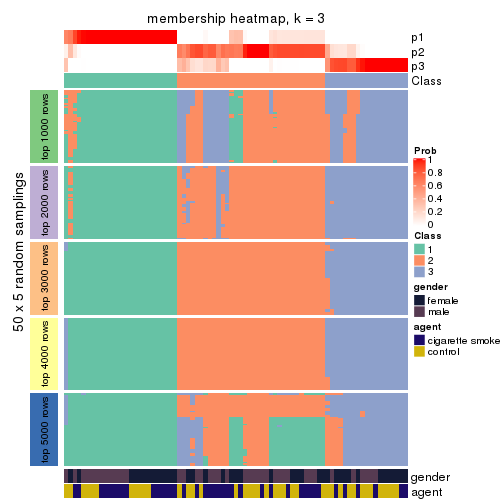 membership heatmap, k = 3
p1
p2
p3
Class
50 x 5 random samplings
top 1000 rows
top 2000 rows
top 3000 rows
top 4000 rows
top 5000 rows
gender
agent
Prob
1
0.8
0.6
0.4
0.2
0
Class
1
2
3
gender
female
male
agent
cigarette smoke
control